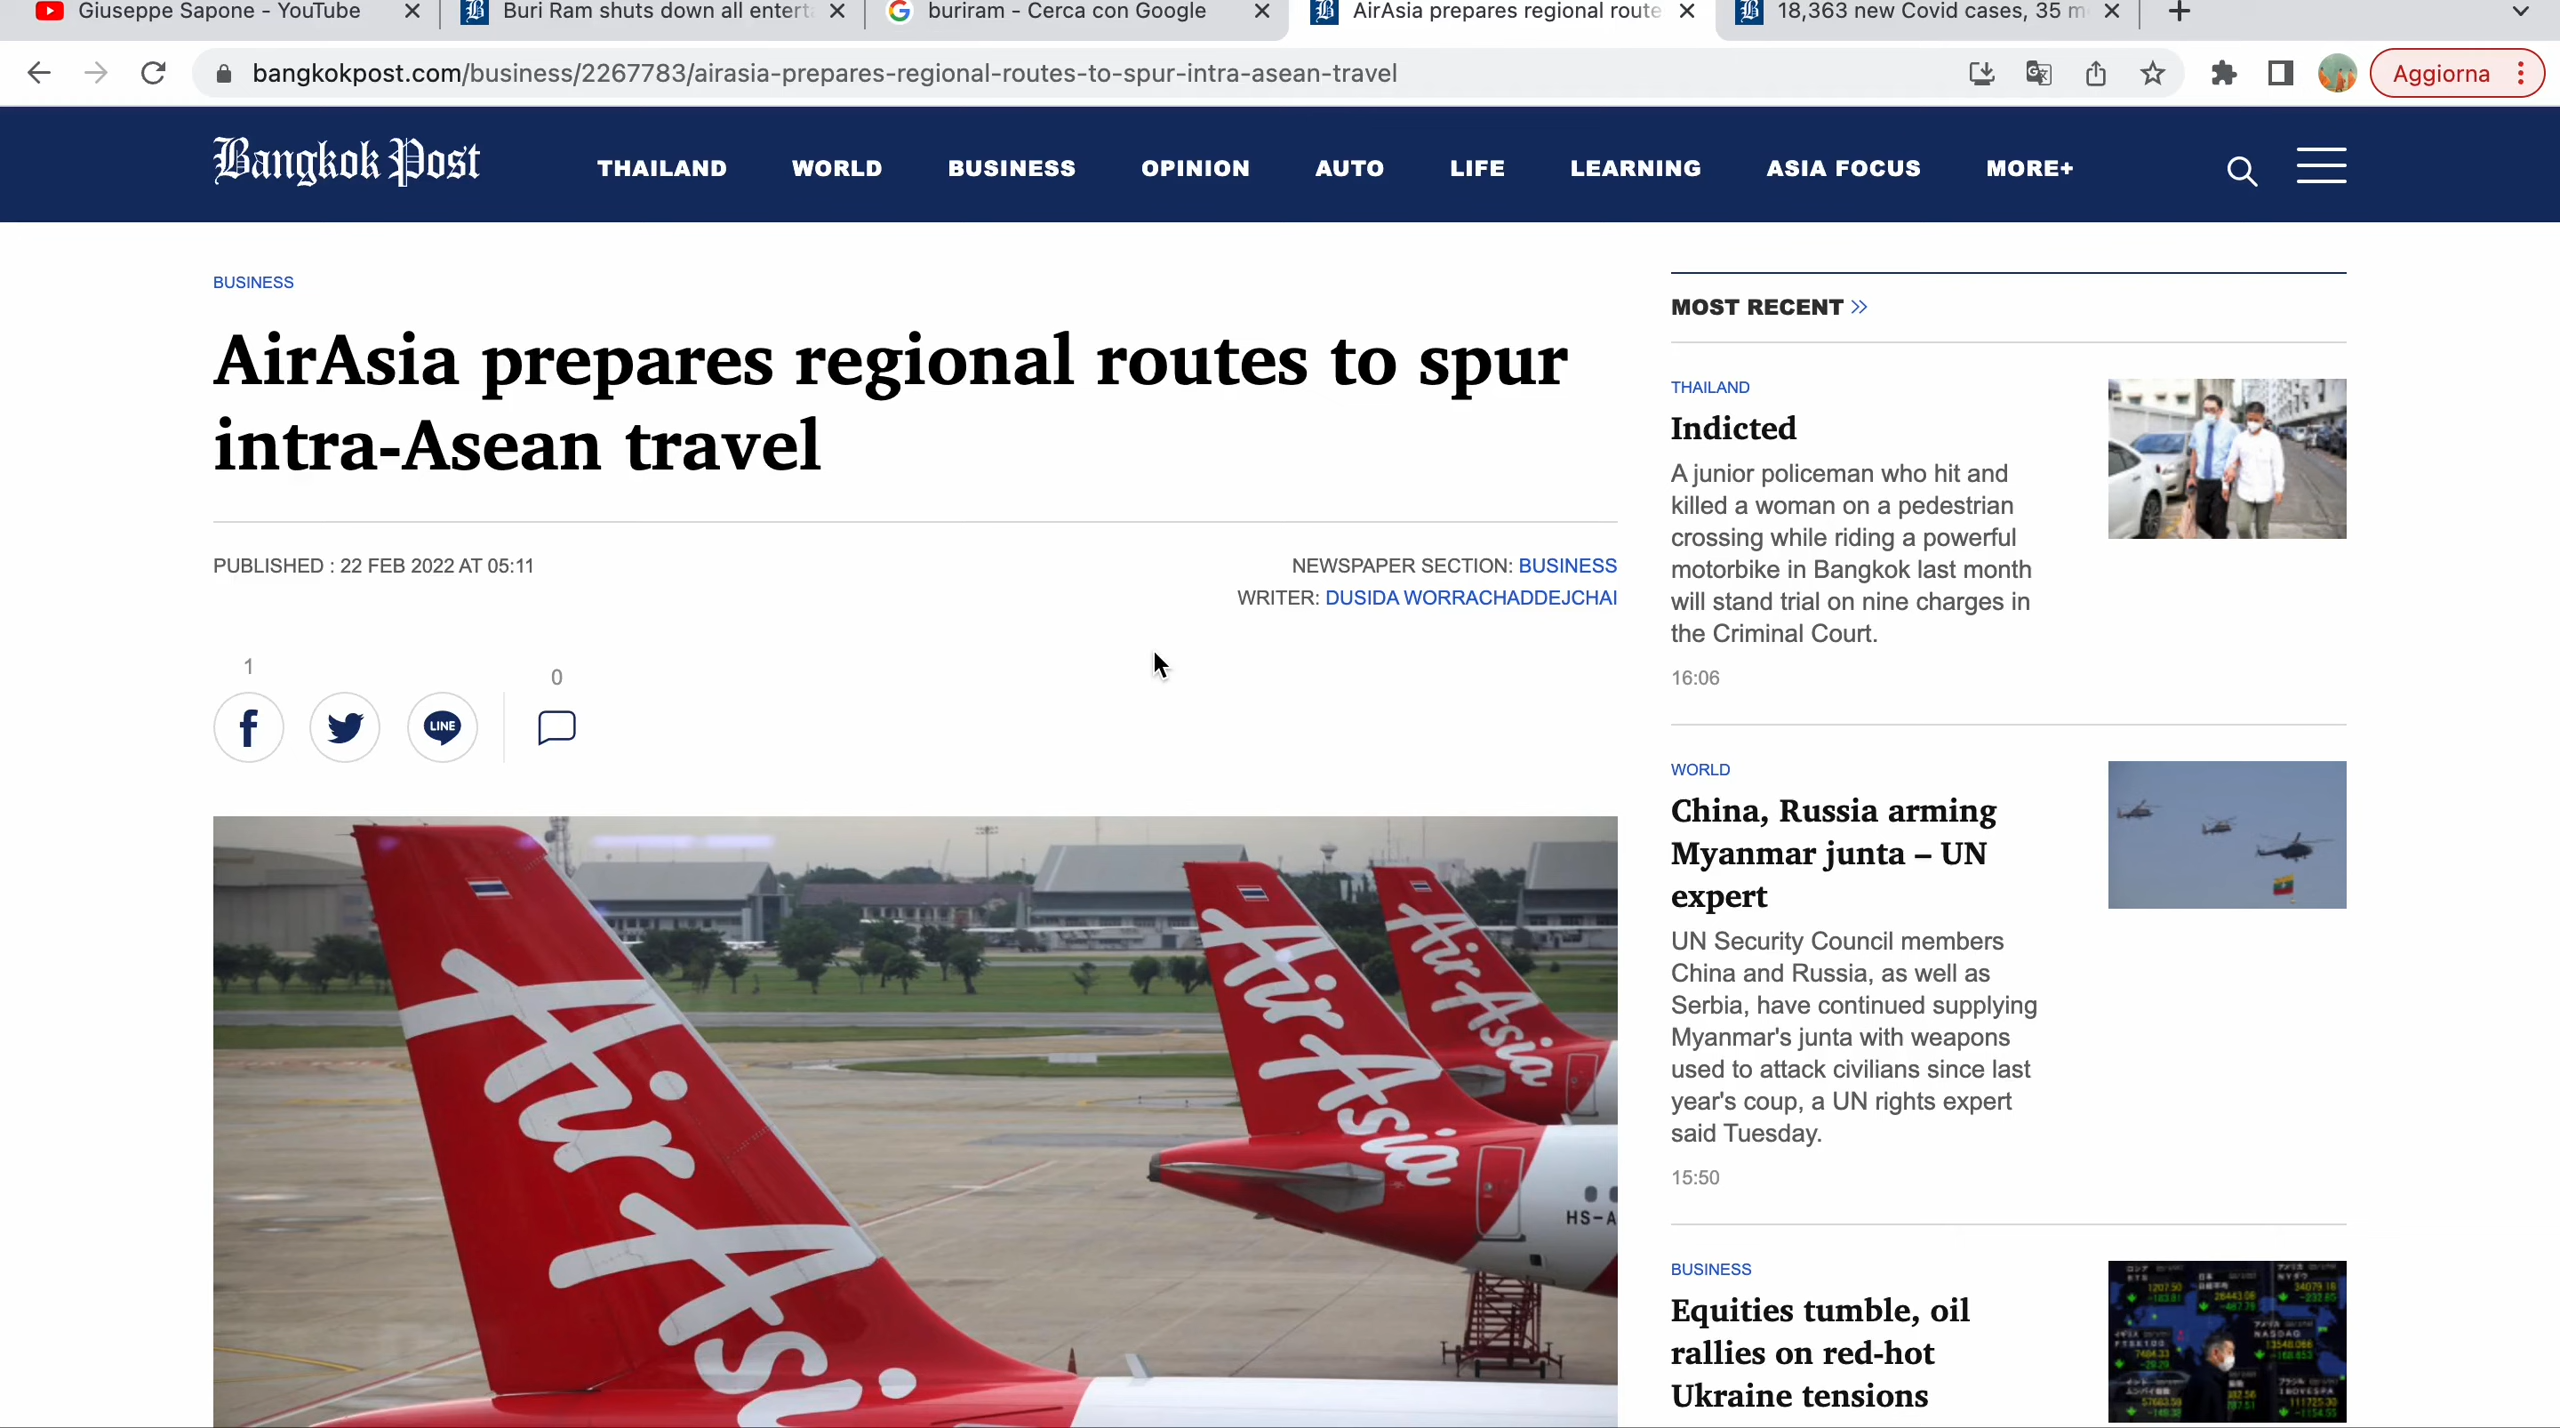 Giuseppe Sapone - YouTube
Buri Ram shuts down all enterta
buriram - Cerca con Google
AirAsia prepares regional route
18,363 new Covid cases, 35 m
bangkokpost.com/business/2267783/airasia-prepares-regional-routes-to-spur-intra-asean-travel
Aggiorna
Bangkok Post
THAILAND
WORLD
BUSINESS
OPINION
AUTO
LIFE
LEARNING
ASIA FOCUS
MORE+
BUSINESS
AirAsia prepares regional routes to spur
intra-Asean travel
PUBLISHED : 22 FEB 2022 AT 05:11
NEWSPAPER SECTION: BUSINESS
WRITER: DUSIDA WORRACHADDEJCHAI
1
0
LINE
AirAsi
AirAsia
AirAsia
HS-A
MOST RECENT »
THAILAND
Indicted
A junior policeman who hit and
killed a woman on a pedestrian
crossing while riding a powerful
motorbike in Bangkok last month
will stand trial on nine charges in
the Criminal Court.
16:06
WORLD
China, Russia arming
Myanmar junta – UN
expert
UN Security Council members
China and Russia, as well as
Serbia, have continued supplying
Myanmar's junta with weapons
used to attack civilians since last
year's coup, a UN rights expert
said Tuesday.
15:50
BUSINESS
Equities tumble, oil
rallies on red-hot
Ukraine tensions